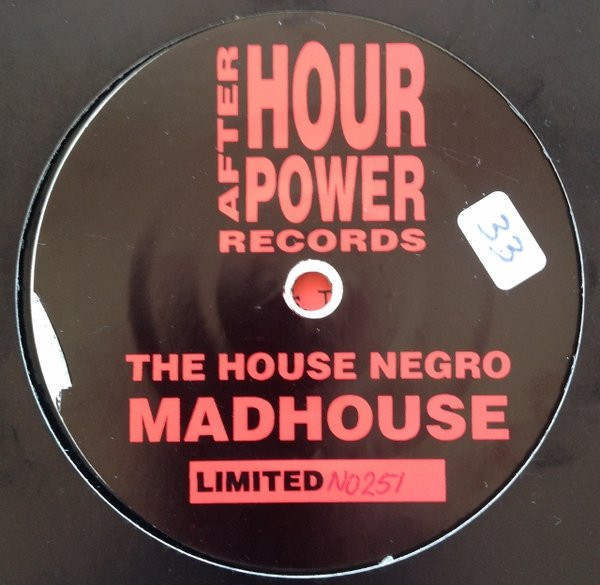 AFTER
HOUR
POWER
RECORDS
33
THE HOUSE NEGRO
MADHOUSE
LIMITED NO251